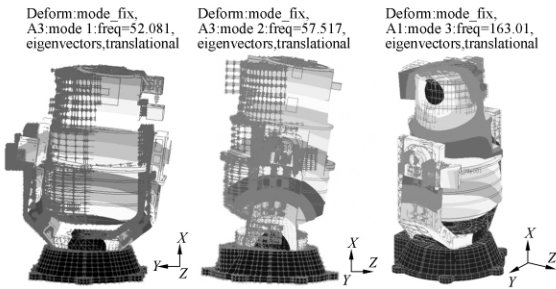 Deform:mode_fix,
A3:mode 1:freq=52.081,
eigenvectors,translational
Deform:mode_fix,
A3:mode 2:freq=57.517,
eigenvectors,translational
Deform:mode_fix,
A1:mode 3:freq=163.01,
eigenvectors,translational
X
Y
Z
X
Z
Y
X
Z
Y